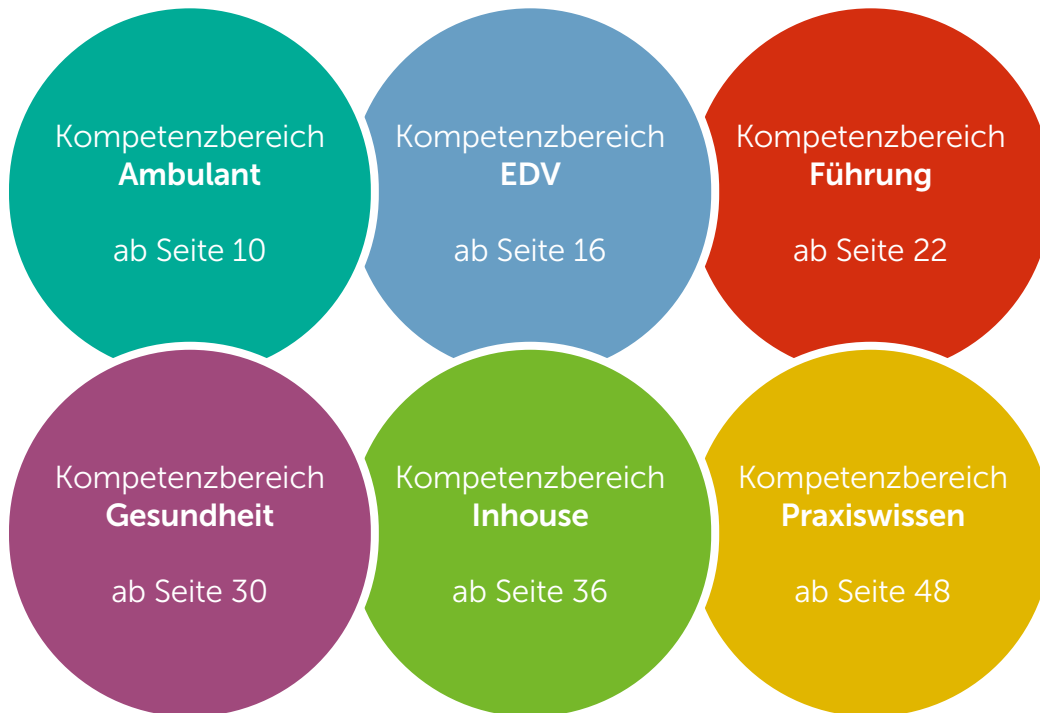 Kompetenzbereich
Ambulant
ab Seite 10
Kompetenzbereich
EDV
ab Seite 16
Kompetenzbereich
Führung
ab Seite 22
Kompetenzbereich
Gesundheit
ab Seite 30
Kompetenzbereich
Inhouse
ab Seite 36
Kompetenzbereich
Praxiswissen
ab Seite 48